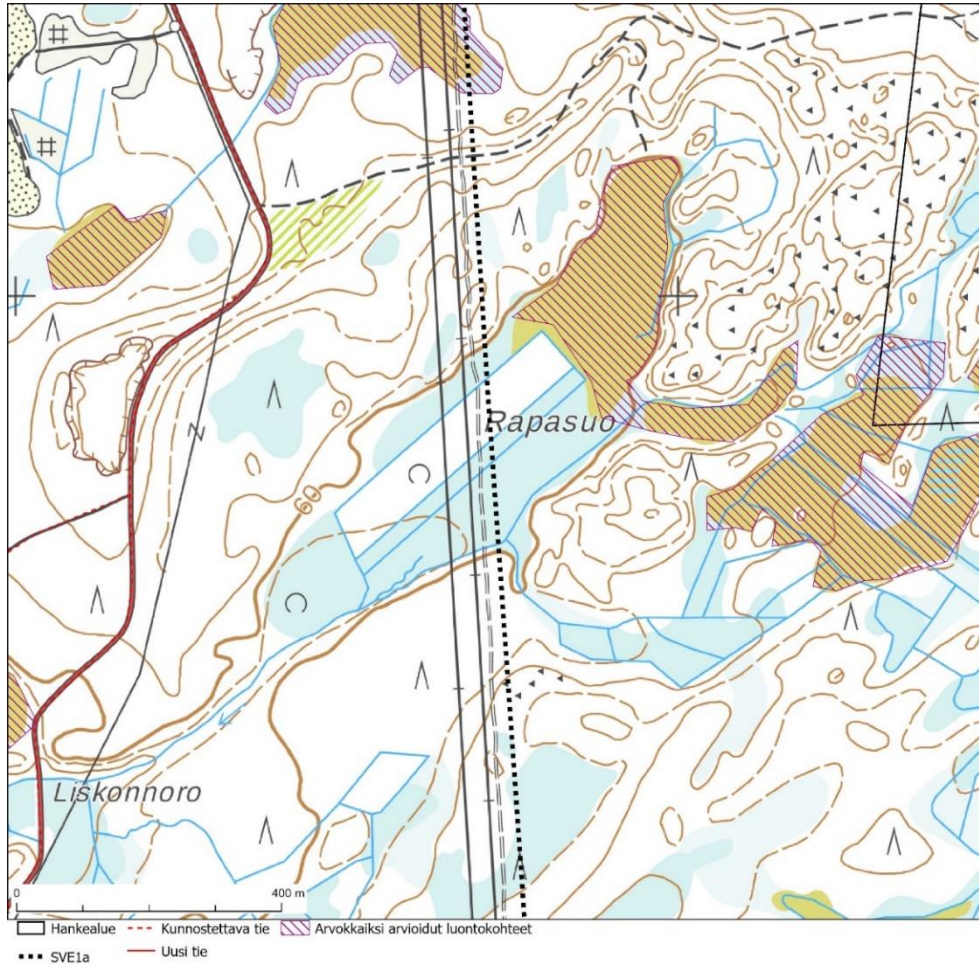 N
Rapasuo
60
Liskonnoro
0 400 m
Hankealue Kunnostettava tie Arvokkaiksi arvioidut luontokohteet
SVE1a Uusi tie